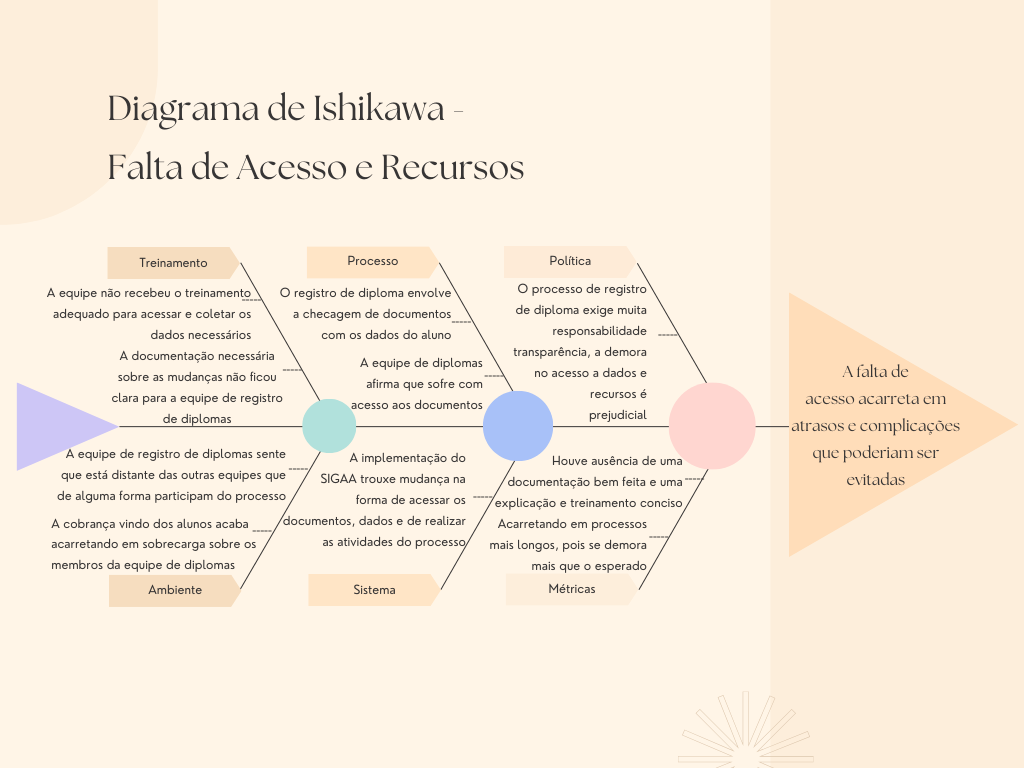 Diagrama de Ishikawa -
Falta de Acesso e Recursos
Treinamento
A equipe não recebeu o treinamento
adequado para acessar e coletar os
dados necessários
A documentação necessária
sobre as mudanças não ficou
clara para a equipe de registro
de diplomas
Processo
O registro de diploma envolve
a checagem de documentos
com os dados do aluno
A equipe de diplomas
afirma que sofre com
acesso aos documentos
Política
O processo de registro
de diploma exige muita
responsabilidade
transparência, a demora
no acesso a dados e
recursos é
prejudicial
A falta de
acesso acarreta em
atrasos e complicações
que poderiam ser
evitadas
A equipe de registro de diplomas sente
que está distante das outras equipes que
de alguma forma participam do processo
A cobrança vindo dos alunos acaba
acarretando em sobrecarga sobre os
membros da equipe de diplomas
Ambiente
A implementação do
SIGAA trouxe mudança na
forma de acessar os
documentos, dados e de realizar
as atividades do processo
Sistema
Houve ausência de uma
documentação bem feita e uma
explicação e treinamento conciso
Acarretando em processos
mais longos, pois se demora
mais que o esperado
Métricas